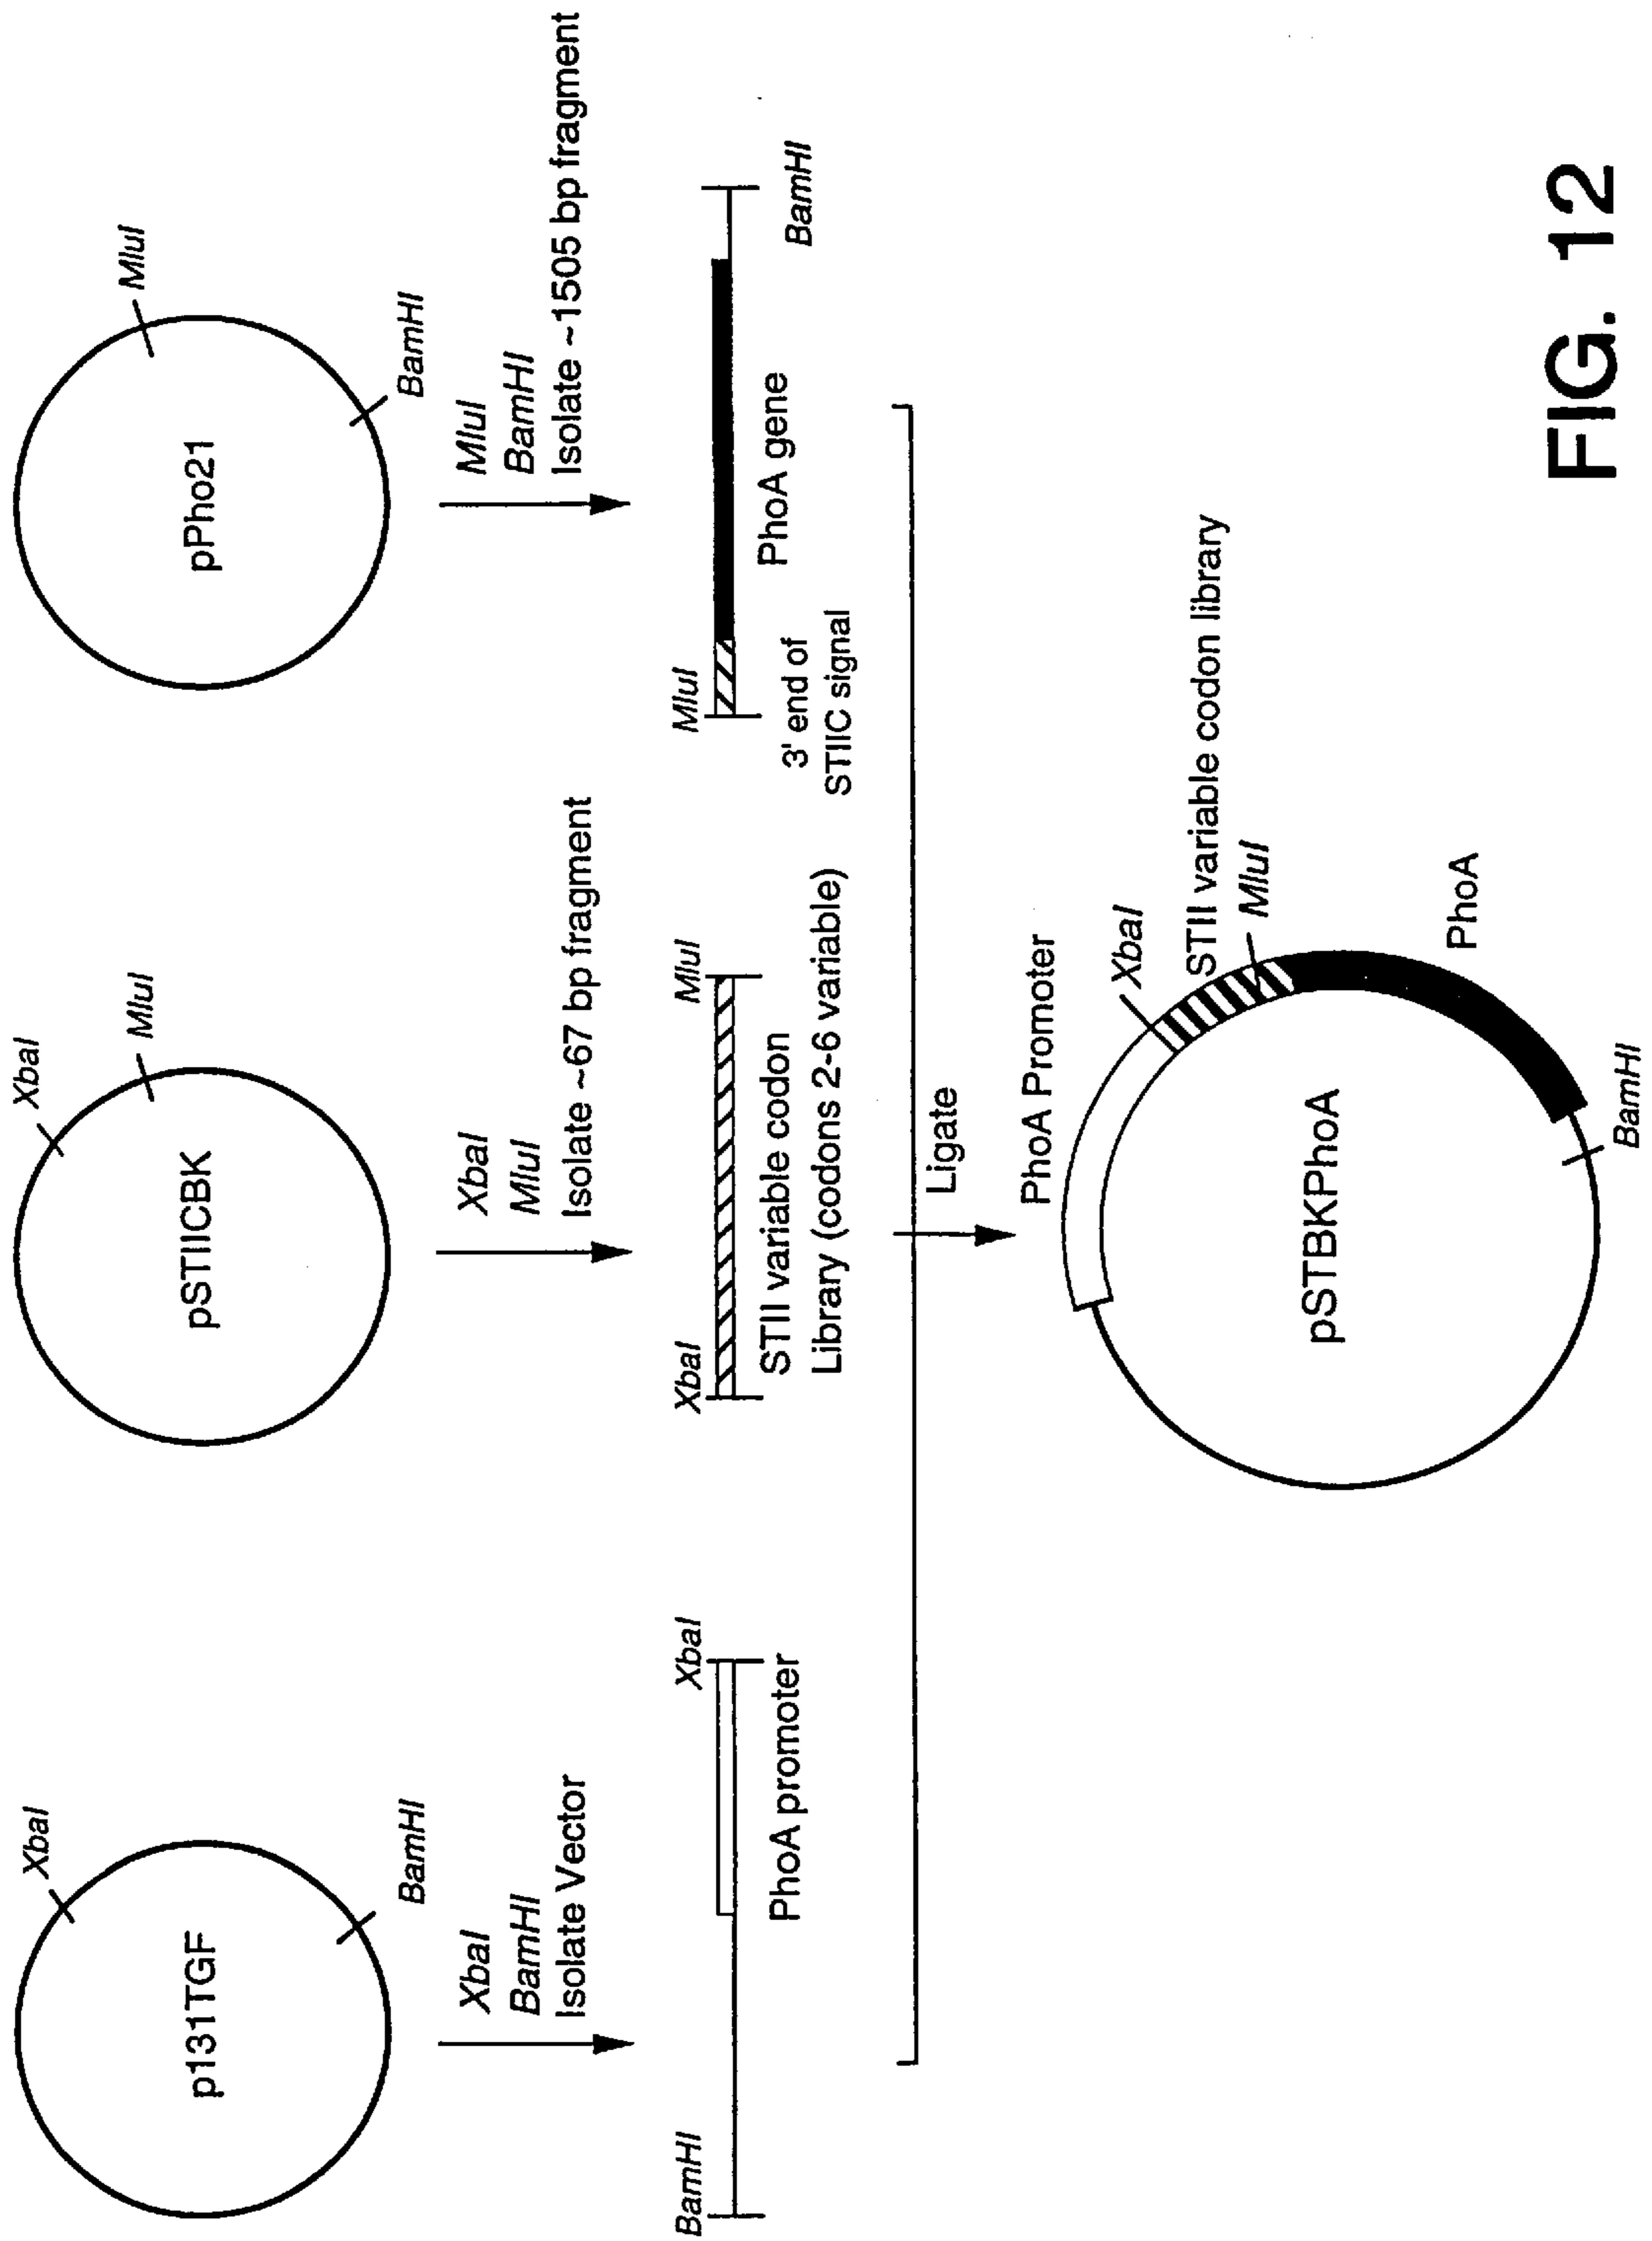 XbaI
p131TGF
BamHI
XbaI
BamHI
Isolate Vector
BamHI
XbaI
PhoA promoter
XbaI
pSTIICBK
MluI
XbaI
MluI
Isolate ~67 bp fragment
XbaI
MluI
STII variable codon
Library (codons 2-6 variable)
pPho21
MluI
BamHI
MluI
BamHI
Isolate ~1505 bp fragment
MluI
BamHI
3' end of
STIIC signal
PhoA gene
Ligate
PhoA Promoter
XbaI
STII variable codon library
MluI
pSTBKPhoA
PhoA
BamHI
FIG. 12